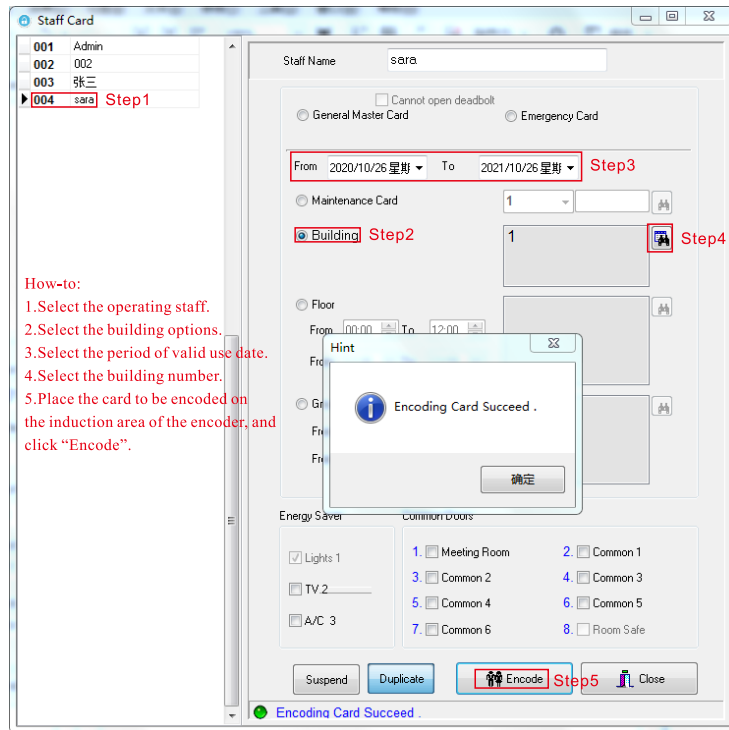 Staff Card
001 Admin
002 002
003 张三
004 sara Step1
Staff Name sara
Cannot open deadbolt
General Master Card Emergency Card
From 2020/10/26 星期 To 2021/10/26 星期 Step3
Maintenance Card 1
Building Step2 1 Step4
How-to:
1.Select the operating staff.
2.Select the building options.
3.Select the period of valid use date.
4.Select the building number.
5.Place the card to be encoded on
the induction area of the encoder, and
click “Encode”.
Floor
From 00:00 To 12:00
Hint
Encoding Card Succeed .
确定
Energy Saver Common Doors
Lights 1
TV 2
A/C 3
1. Meeting Room 2. Common 1
3. Common 2 4. Common 3
5. Common 4 6. Common 5
7. Common 6 8. Room Safe
Suspend Duplicate Encode Step5 Close
Encoding Card Succeed .